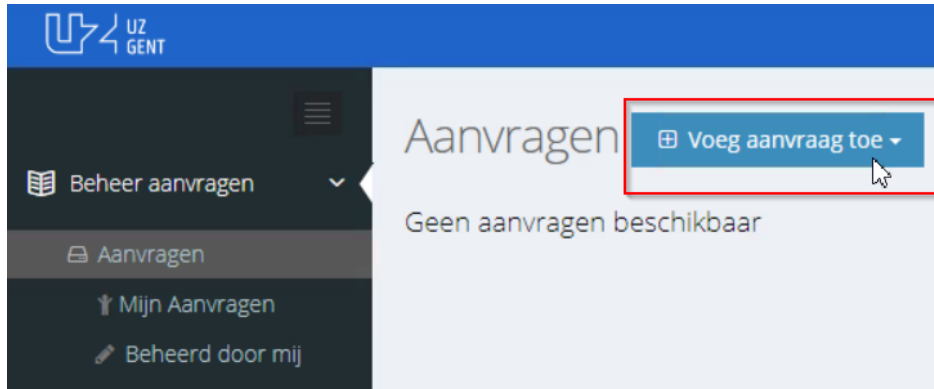 UZ
GENT
Beheer aanvragen
Aanvragen
Mijn Aanvragen
Beheerd door mij
Aanvragen
Voeg aanvraag toe
Geen aanvragen beschikbaar